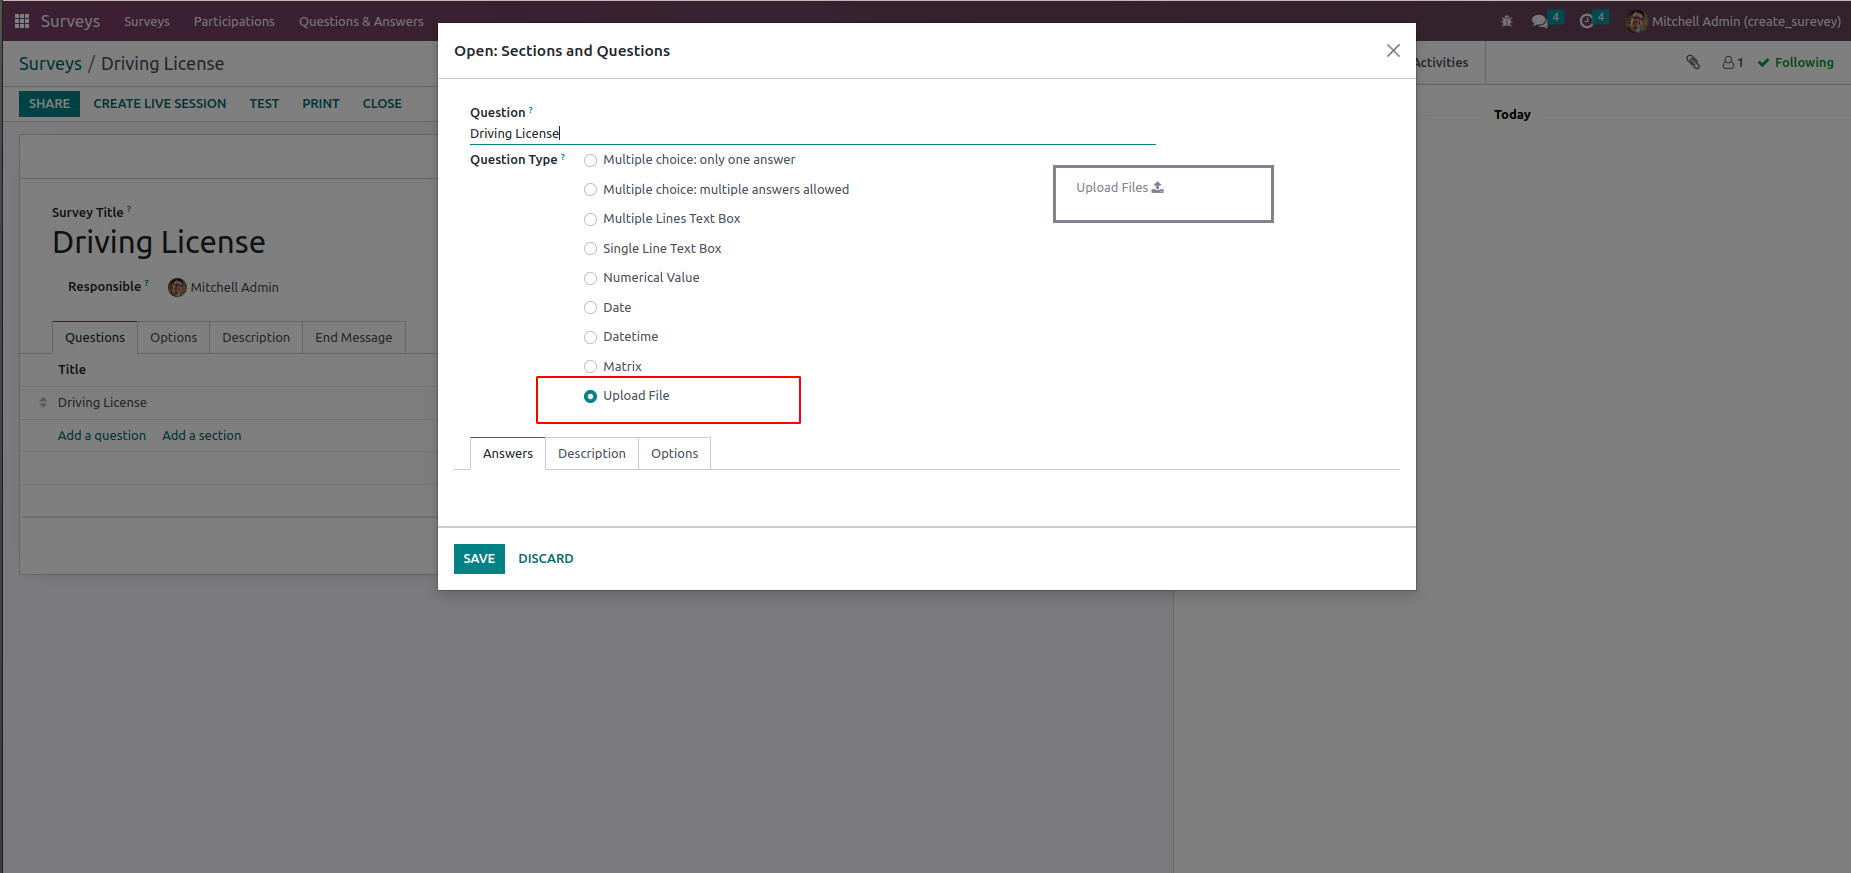 Surveys Surveys Participations Questions & Answers 4 4 Mitchell Admin (create_surevey)
Surveys / Driving License
SHARE CREATE LIVE SESSION TEST PRINT CLOSE
Activities 1 Following
Today
Survey Title ?
Driving License
Responsible ? Mitchell Admin
Questions Options Description End Message
Title
Driving License
Add a question Add a section
Open: Sections and Questions
Question ?
Driving License
Question Type ?
Multiple choice: only one answer
Multiple choice: multiple answers allowed
Multiple Lines Text Box
Single Line Text Box
Numerical Value
Date
Datetime
Matrix
Upload File
Upload Files
Answers Description Options
SAVE DISCARD